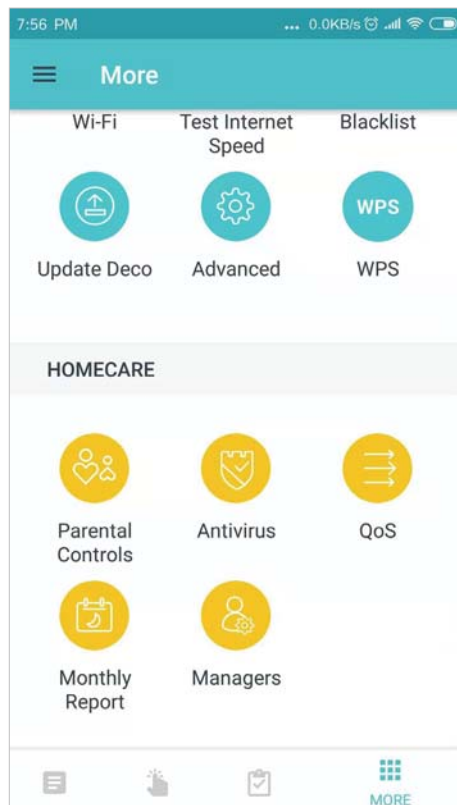 7:56 PM ... 0.0KB/s
More
Wi-Fi Test Internet Speed Blacklist
Update Deco Advanced WPS WPS
HOMECARE
Parental Controls Antivirus QoS
Monthly Report Managers
MORE